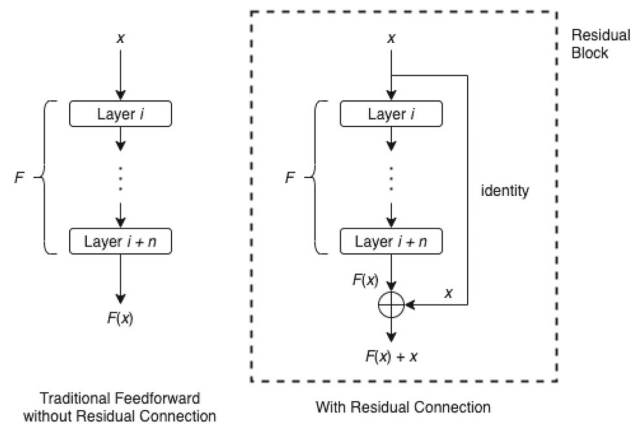 x
Layer i
F
Layer i + n
F(x)
Traditional Feedforward
without Residual Connection
x
Layer i
F
identity
Layer i + n
F(x)
x
F(x) + x
With Residual Connection
Residual
Block